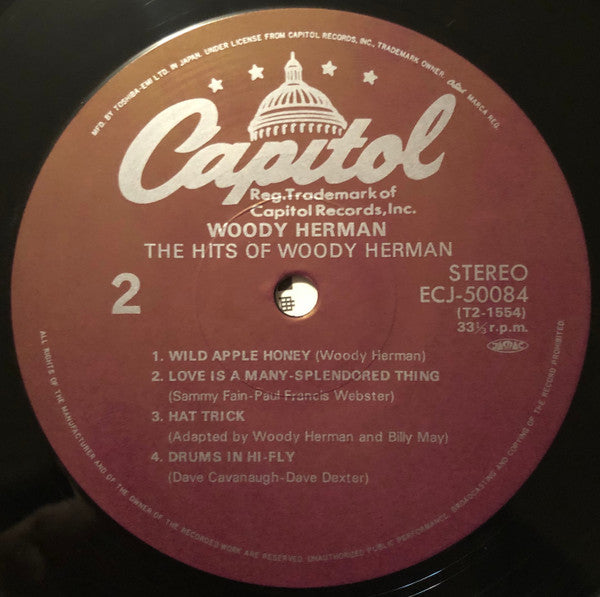 MFD. BY TOSHIBA-EMI LTD. IN JAPAN. UNDER LICENSE FROM CAPITOL RECORDS, INC., TRADEMARK OWNER. MARCA REG.
Capitol
Reg. Trademark of
Capitol Records, Inc.
WOODY HERMAN
THE HITS OF WOODY HERMAN
2
STEREO
ECJ-50084
(T2-1554)
33⅓ r.p.m.
JASRAC
1. WILD APPLE HONEY (Woody Herman)
2. LOVE IS A MANY-SPLENDORED THING
(Sammy Fain-Paul Francis Webster)
3. HAT TRICK
(Adapted by Woody Herman and Billy May)
4. DRUMS IN HI-FLY
(Dave Cavanaugh-Dave Dexter)
ALL RIGHTS OF THE MANUFACTURER AND OF THE OWNER OF THE RECORDED WORK ARE RESERVED. UNAUTHORIZED PUBLIC PERFORMANCE, BROADCASTING AND COPYING OF THE RECORD PROHIBITED.